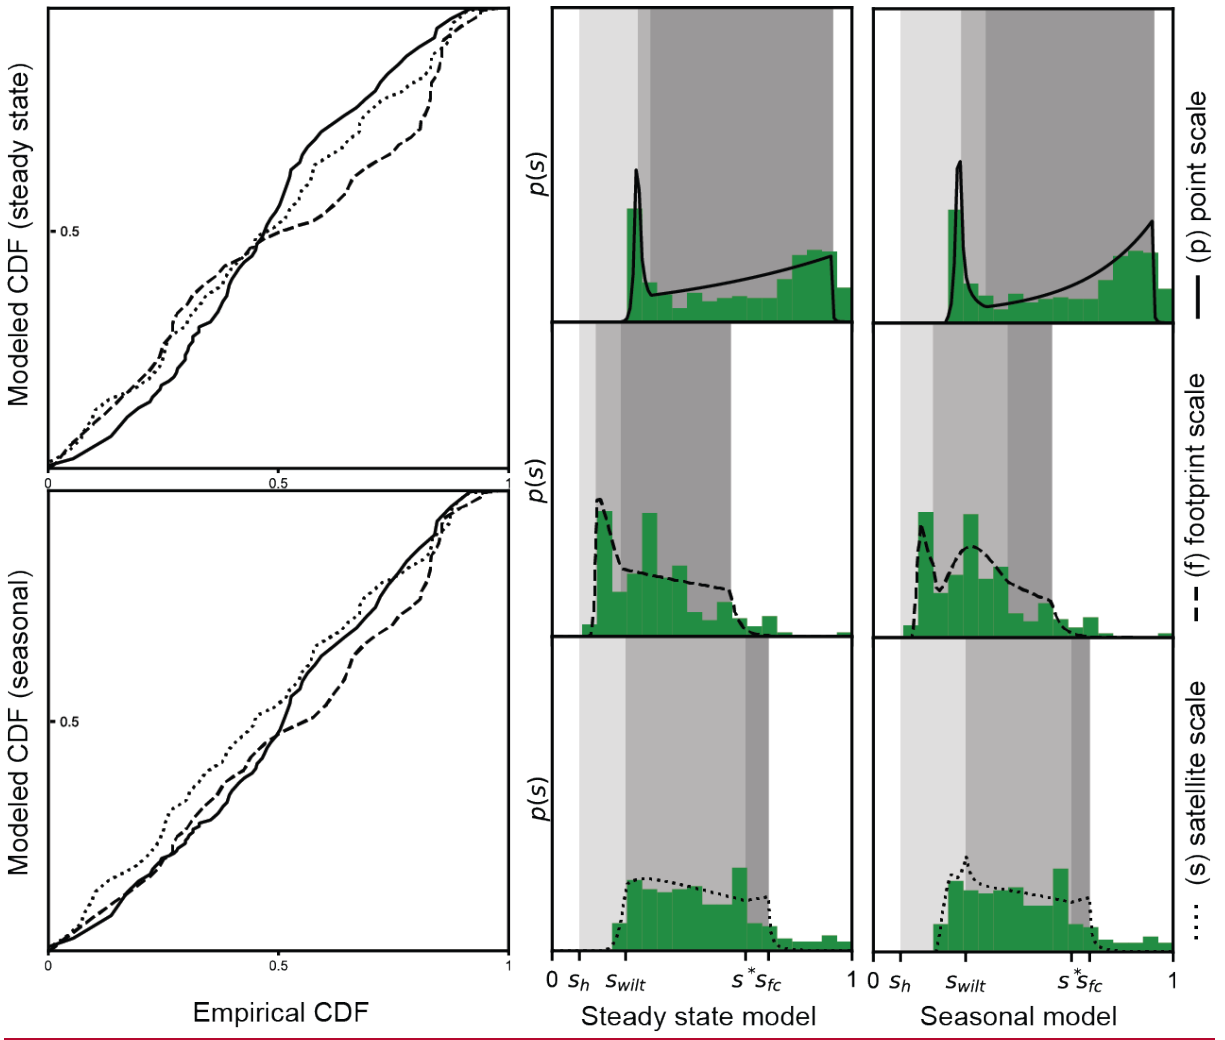 Modeled CDF (steady state)
0.5
0
0.5
1
Modeled CDF (seasonal)
0.5
0
0.5
1
Empirical CDF
p(s)
p(s)
p(s)
0 s_h s_wilt s* s_fc 1
Steady state model
0 s_h s_wilt s* s_fc 1
Seasonal model
(p) point scale
(f) footprint scale
(s) satellite scale